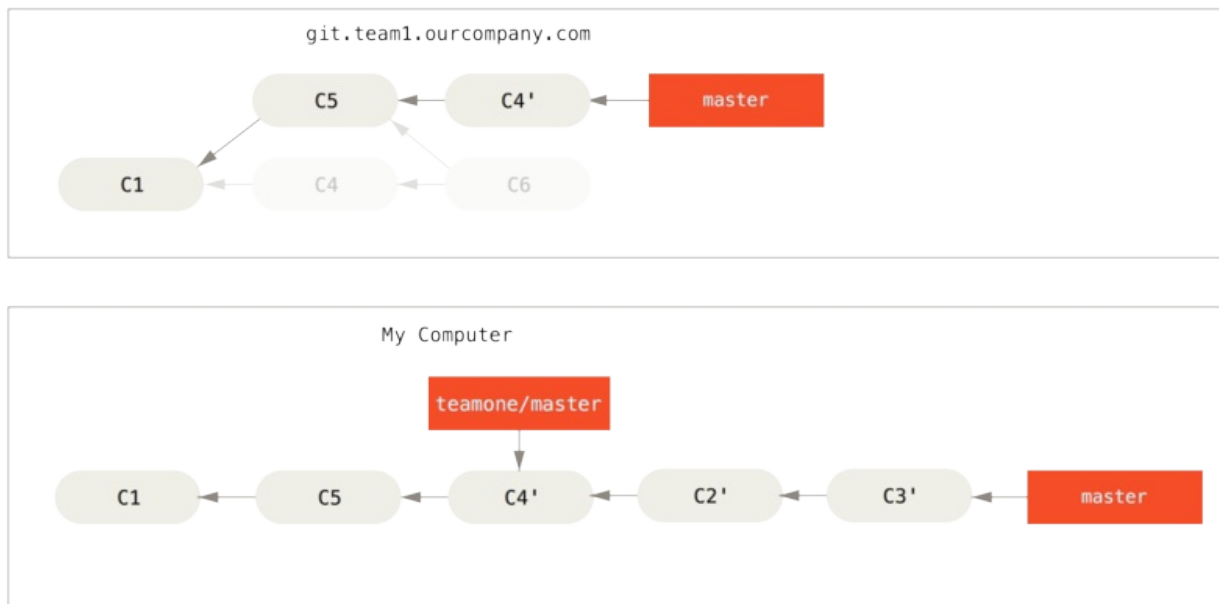 git.team1.ourcompany.com
C5 C4' master
C1 C4 C6
My Computer
teamone/master
C1 C5 C4' C2' C3' master